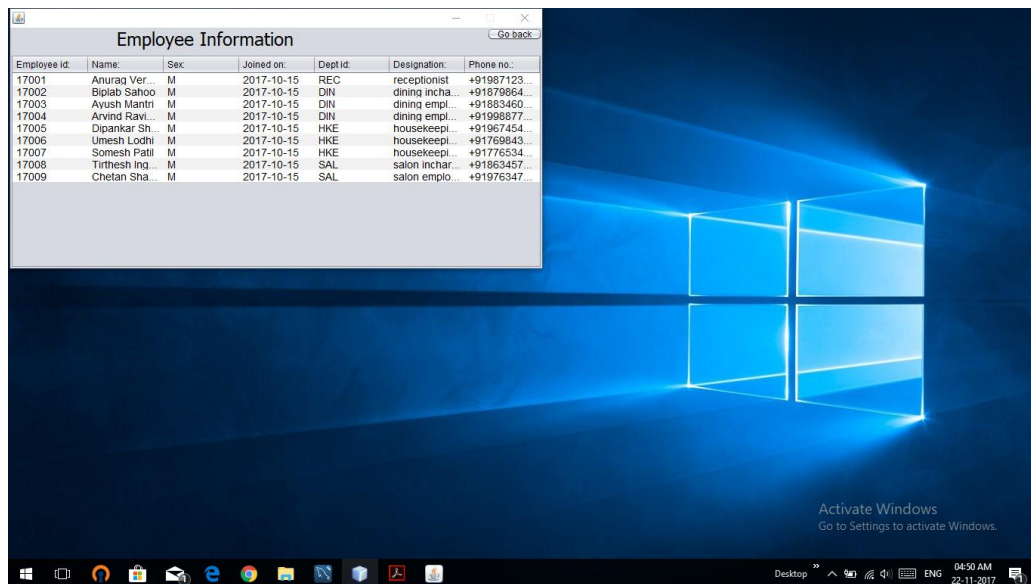 Employee Information
Go back
Employee id: Name: Sex: Joined on: Dept id: Designation: Phone no.:
17001 Anurag Ver... M 2017-10-15 REC receptionist +91987123...
17002 Biplab Sahoo M 2017-10-15 DIN dining incha... +91879864...
17003 Ayush Mantri M 2017-10-15 DIN dining empl... +91883460...
17004 Arvind Ravi... M 2017-10-15 DIN dining empl... +91998877...
17005 Dipankar Sh... M 2017-10-15 HKE housekeepi... +91967454...
17006 Umesh Lodhi M 2017-10-15 HKE housekeepi... +91769843...
17007 Somesh Patil M 2017-10-15 HKE housekeepi... +91776534...
17008 Tirthesh Ing... M 2017-10-15 SAL salon inchar... +91863457...
17009 Chetan Sha... M 2017-10-15 SAL salon emplo... +91976347...
Activate Windows
Go to Settings to activate Windows.
Desktop ENG 04:50 AM
22-11-2017